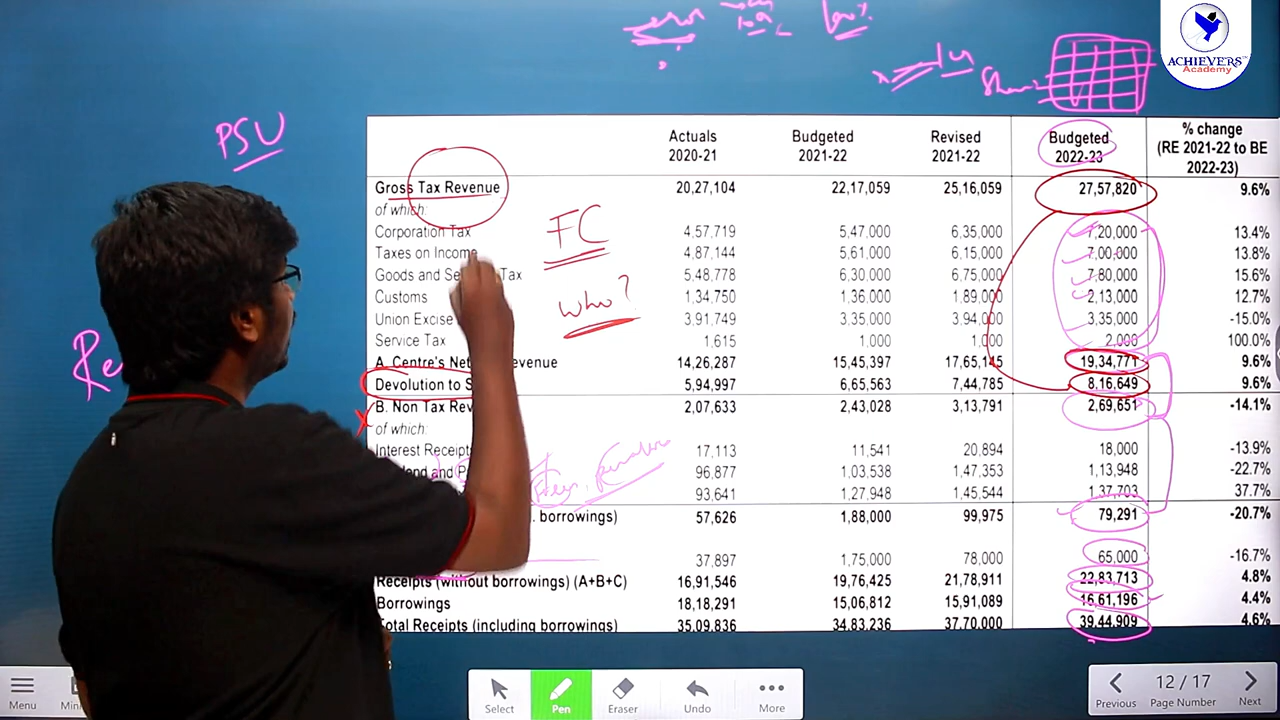 ACHIEVERS
Academy
PSU
Actuals 2020-21 Budgeted 2021-22 Revised 2021-22 Budgeted 2022-23 % change (RE 2021-22 to BE 2022-23)
Gross Tax Revenue 20,27,104 22,17,059 25,16,059 27,57,820 9.6%
of which:
FC
Corporation Tax 4,57,719 5,47,000 6,35,000 7,20,000 13.4%
Taxes on Income 4,87,144 5,61,000 6,15,000 7,00,000 13.8%
Goods and Tax 5,48,778 6,30,000 6,75,000 7,80,000 15.6%
Customs 1,34,750 1,36,000 1,89,000 2,13,000 12.7%
who?
Union Excise 3,91,749 3,35,000 3,94,000 3,35,000 -15.0%
Service Tax 1,615 1,000 1,000 2,000 100.0%
Re
A. Centre's Net Revenue 14,26,287 15,45,397 17,65,145 19,34,771 9.6%
Devolution to 5,94,997 6,65,563 7,44,785 8,16,649 9.6%
B. Non Tax Rev 2,07,633 2,43,028 3,13,791 2,69,651 -14.1%
of which:
Interest Receipts 17,113 11,541 20,894 18,000 -13.9%
and 96,877 1,03,538 1,47,353 1,13,948 -22.7%
93,641 1,27,948 1,45,544 1,37,703 37.7%
. borrowings) 57,626 1,88,000 99,975 79,291 -20.7%
37,897 1,75,000 78,000 65,000 -16.7%
Receipts (without borrowings) (A+B+C) 16,91,546 19,76,425 21,78,911 22,83,713 4.8%
Borrowings 18,18,291 15,06,812 15,91,089 16,61,196 4.4%
Total Receipts (including borrowings) 35,09,836 34,83,236 37,70,000 39,44,909 4.6%
Menu Select Pen Eraser Undo More Previous 12 / 17 Page Number Next